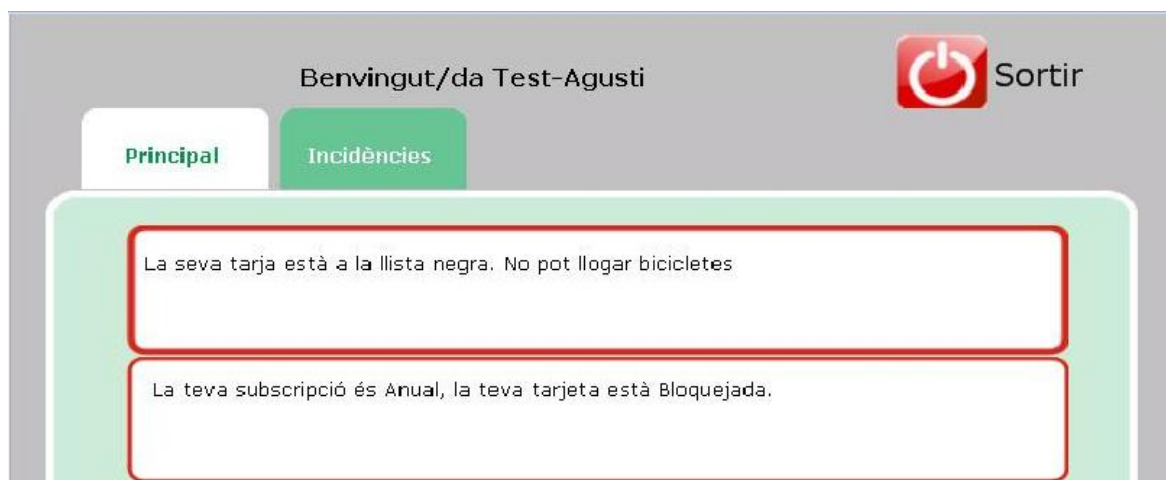 Benvingut/da Test-Agusti
Sortir
Principal
Incidències
La seva tarja està a la llista negra. No pot llogar bicicletes
La teva subscripció és Anual, la teva tarjeta està Bloquejada.